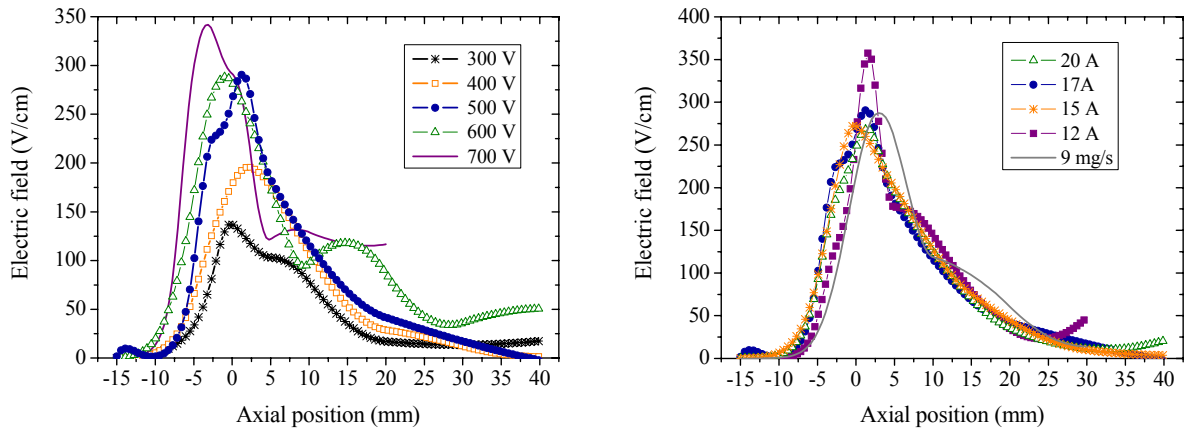 350
300
250
200
150
100
50
0
Electric field (V/cm)
-15 -10 -5 0 5 10 15 20 25 30 35 40
Axial position (mm)
300 V
400 V
500 V
600 V
700 V
400
350
300
250
200
150
100
50
0
Electric field (V/cm)
-15 -10 -5 0 5 10 15 20 25 30 35 40
Axial position (mm)
20 A
17A
15 A
12 A
9 mg/s